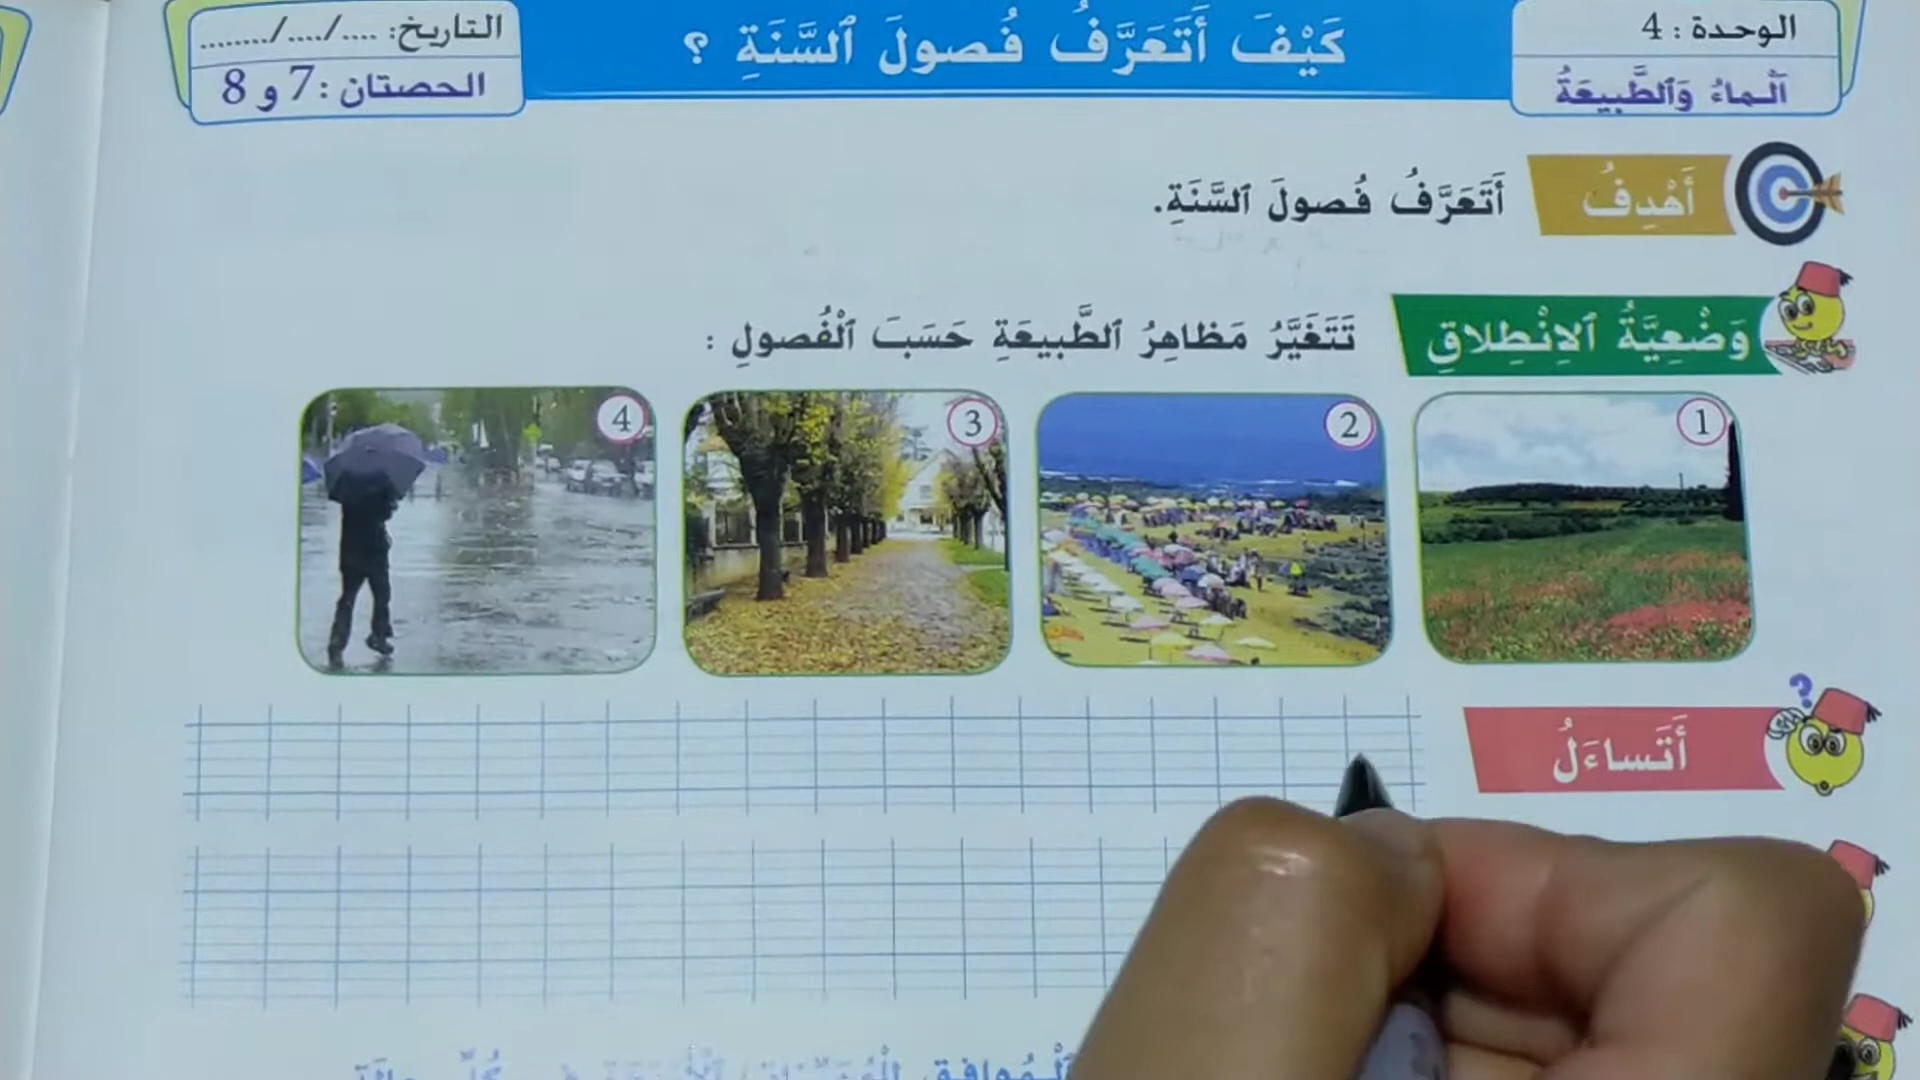 الوحدة : 4
اَلْماءُ وَٱلطَّبيعَةُ
كَيْفَ أَتَعَرَّفُ فُصولَ ٱلسَّنَةِ ؟
التاريخ: ..../..../........
الحصتان : 7 و 8
أَهْدِفُ
أَتَعَرَّفُ فُصولَ ٱلسَّنَةِ.
وَضْعِيَّةُ ٱلِانْطِلاقِ
تَتَغَيَّرُ مَظاهِرُ ٱلطَّبيعَةِ حَسَبَ ٱلْفُصولِ :
1
2
3
4
أَتَساءَلُ